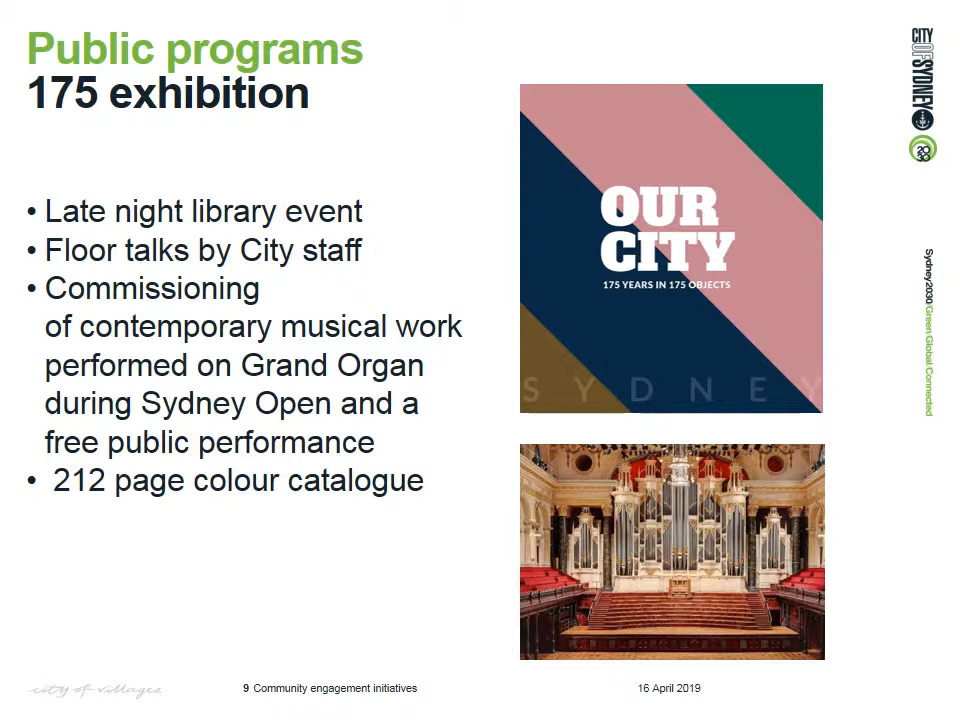 Public programs
175 exhibition
• Late night library event
• Floor talks by City staff
• Commissioning
of contemporary musical work
performed on Grand Organ
during Sydney Open and a
free public performance
• 212 page colour catalogue
OUR
CITY
175 YEARS IN 175 OBJECTS
SYDNEY
CITY OF SYDNEY
2030
Sydney2030/Green/Global/Connected
city of villages
9 Community engagement initiatives
16 April 2019